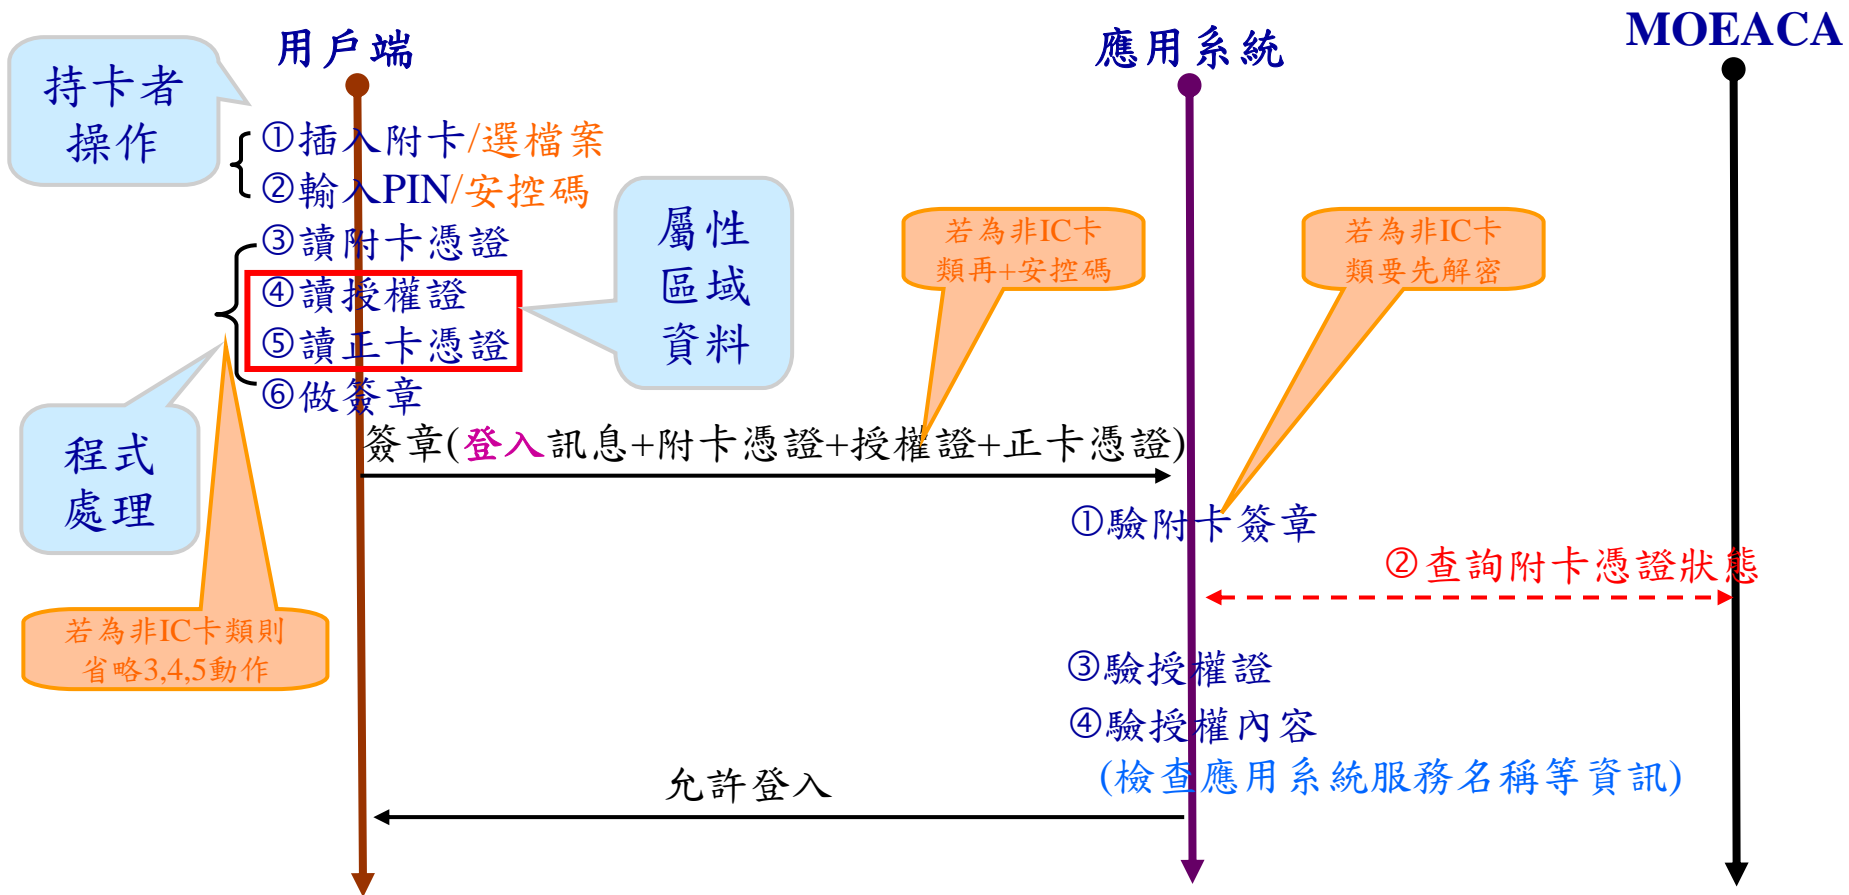 用戶端
應用系統
MOEACA
持卡者
操作
①插入附卡/選檔案
②輸入PIN/安控碼
③讀附卡憑證
④讀授權證
⑤讀正卡憑證
⑥做簽章
屬性
區域
資料
若為非IC卡
類再+安控碼
若為非IC卡
類要先解密
程式
處理
簽章(登入訊息+附卡憑證+授權證+正卡憑證)
①驗附卡簽章
②查詢附卡憑證狀態
若為非IC卡類則
省略3,4,5動作
③驗授權證
④驗授權內容
(檢查應用系統服務名稱等資訊)
允許登入